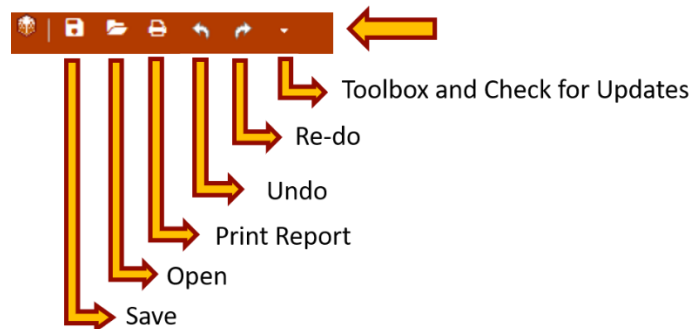 Toolbox and Check for Updates
Re-do
Undo
Print Report
Open
Save